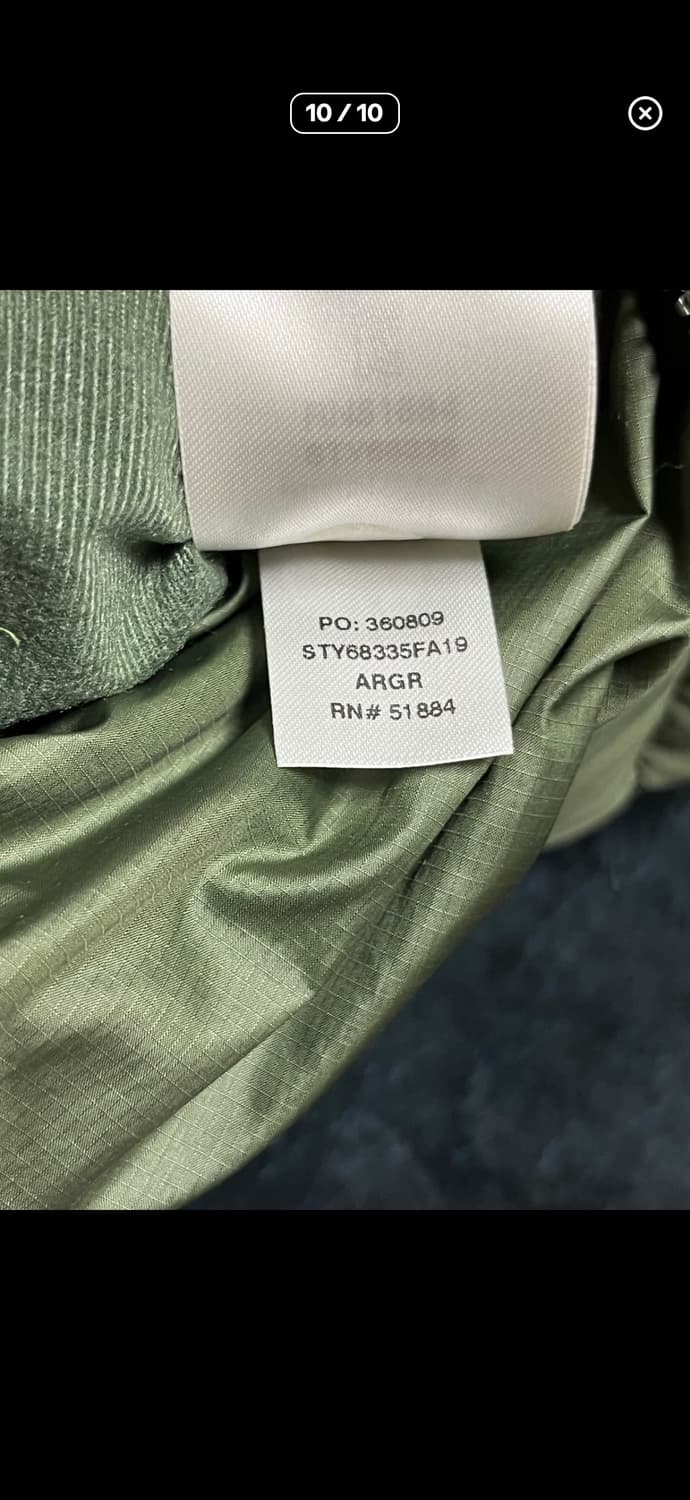 10 / 10
PO: 360809
STY68335FA19
ARGR
RN# 51884